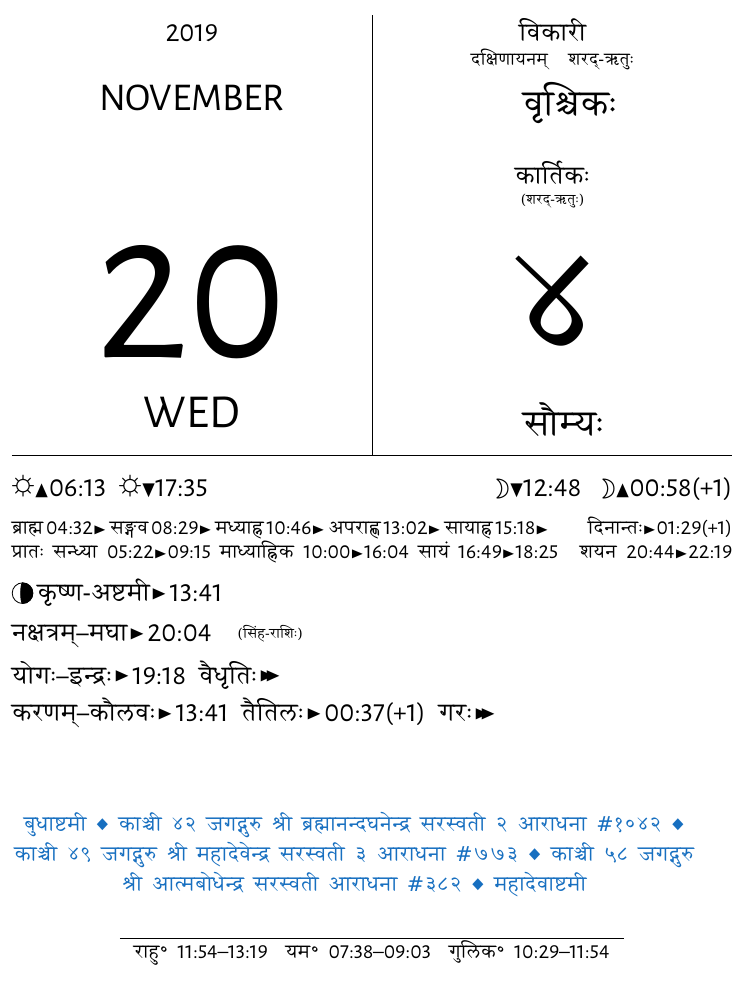 2019
NOVEMBER
20
WED
विकारी
दक्षिणायनम् शरद्-ऋतुः
वृश्चिकः
कार्तिकः
(शरद्-ऋतुः)
४
सौम्यः
☼▲06:13 ☼▼17:35 ☽▼12:48 ☽▲00:58(+1)
ब्राह्म 04:32► सङ्गव 08:29► मध्याह्न 10:46► अपराह्ण 13:02► सायाह्न 15:18► दिनान्तः►01:29(+1)
प्रातः सन्ध्या 05:22►09:15 माध्याह्निक 10:00►16:04 सायं 16:49►18:25 शयन 20:44►22:19
कृष्ण-अष्टमी►13:41
नक्षत्रम्–मघा►20:04 (सिंह-राशिः)
योगः–इन्द्रः►19:18 वैधृतिः►►
करणम्–कौलवः►13:41 तैतिलः►00:37(+1) गरः►►
बुधाष्टमी ◆ काञ्ची ४२ जगद्गुरु श्री ब्रह्मानन्दघनेन्द्र सरस्वती २ आराधना #१०४२ ◆
काञ्ची ४९ जगद्गुरु श्री महादेवेन्द्र सरस्वती ३ आराधना #७७३ ◆ काञ्ची ५८ जगद्गुरु
श्री आत्मबोधेन्द्र सरस्वती आराधना #३८२ ◆ महादेवाष्टमी
राहु° 11:54–13:19 यम° 07:38–09:03 गुलिक° 10:29–11:54